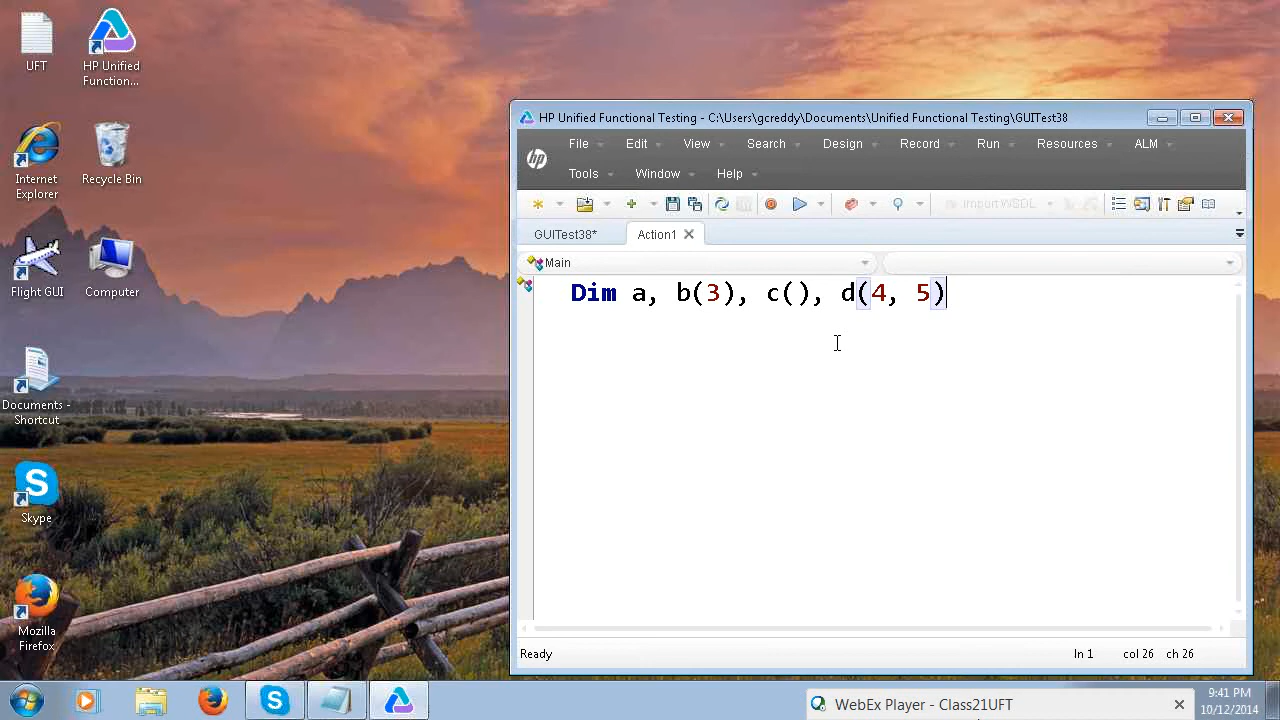 UFT
HP Unified
Function...
Internet
Explorer
Recycle Bin
Flight GUI
Computer
Documents -
Shortcut
Skype
Mozilla
Firefox
HP Unified Functional Testing - C:\Users\gcreddy\Documents\Unified Functional Testing\GUITest38
hp
File Edit View Search Design Record Run Resources ALM
Tools Window Help
Import WSDL
GUITest38* Action1
Main
Dim a, b(3), c(), d(4, 5)
Ready ln 1 col 26 ch 26
WebEx Player - Class21UFT
9:41 PM
10/12/2014